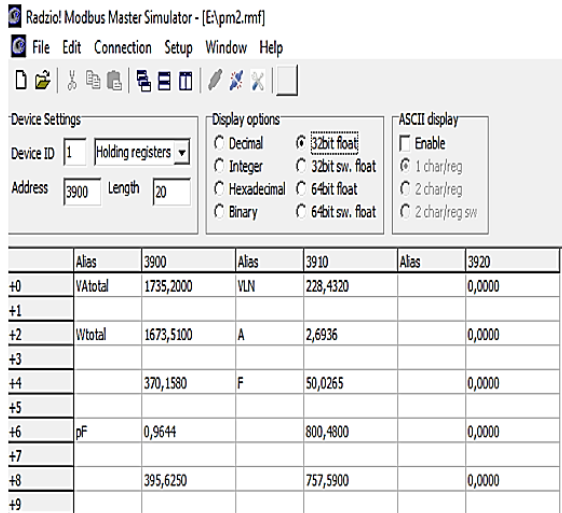 Radzio! Modbus Master Simulator - [E:\pm2.rmf]
File Edit Connection Setup Window Help
Device Settings Display options ASCII display
Device ID 1 Holding registers Decimal 32bit float Enable
Integer 32bit sw. float 1 char/reg
Address 3900 Length 20 Hexadecimal 64bit float 2 char/reg
Binary 64bit sw. float 2 char/reg sw
Alias 3900 Alias 3910 Alias 3920
+0 VAtotal 1735,2000 VLN 228,4320 0,0000
+1
+2 Wtotal 1673,5100 A 2,6936 0,0000
+3
+4 370,1580 F 50,0265 0,0000
+5
+6 pF 0,9644 800,4800 0,0000
+7
+8 395,6250 757,5900 0,0000
+9